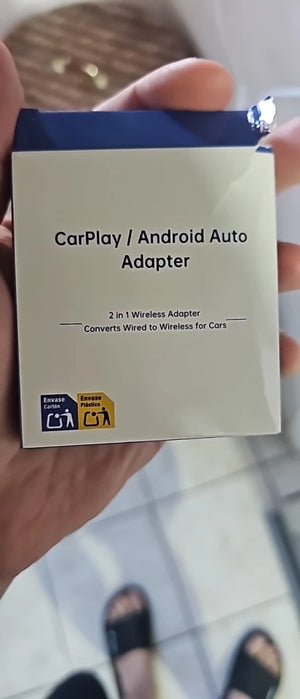 CarPlay / Android Auto
Adapter
2 in 1 Wireless Adapter
Converts Wired to Wireless for Cars
Envase
Cartón
Envase
Plástico